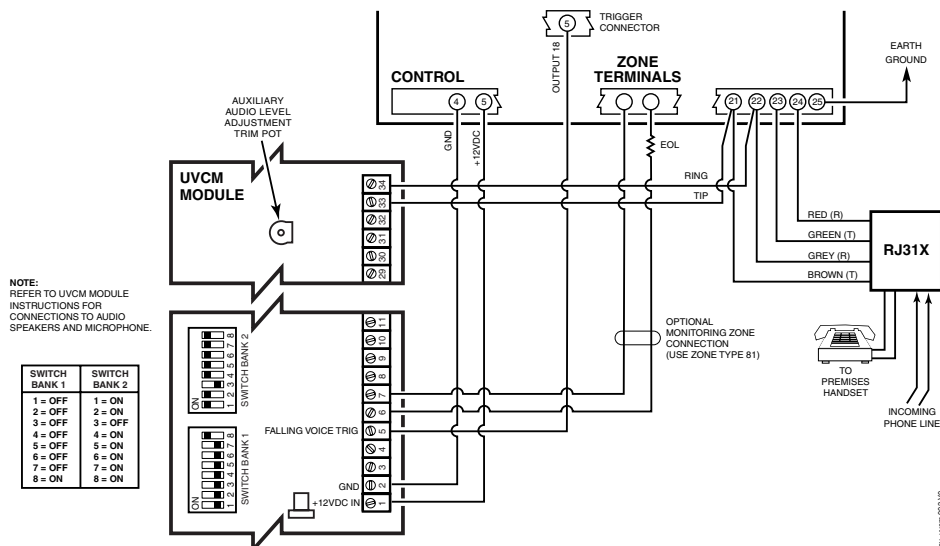 TRIGGER
CONNECTOR
5
OUTPUT 18
EARTH
GROUND
CONTROL
ZONE
TERMINALS
4
5
21
22
23
24
25
GND
+12VDC
EOL
AUXILIARY
AUDIO LEVEL
ADJUSTMENT
TRIM POT
UVCM
MODULE
34
33
32
31
30
29
RING
TIP
RED (R)
GREEN (T)
GREY (R)
BROWN (T)
RJ31X
NOTE:
REFER TO UVCM MODULE
INSTRUCTIONS FOR
CONNECTIONS TO AUDIO
SPEAKERS AND MICROPHONE.
SWITCH BANK 1 SWITCH BANK 2
1 = OFF 1 = ON
2 = OFF 2 = ON
3 = OFF 3 = OFF
4 = OFF 4 = ON
5 = OFF 5 = ON
6 = OFF 6 = ON
7 = OFF 7 = ON
8 = ON 8 = ON
ON
1 2 3 4 5 6 7 8
SWITCH BANK 2
ON
1 2 3 4 5 6 7 8
SWITCH BANK 1
11
10
9
8
7
6
5
4
3
2
1
FALLING VOICE TRIG
GND
+12VDC IN
OPTIONAL
MONITORING ZONE
CONNECTION
(USE ZONE TYPE 81)
TO
PREMISES
HANDSET
INCOMING
PHONE LINE